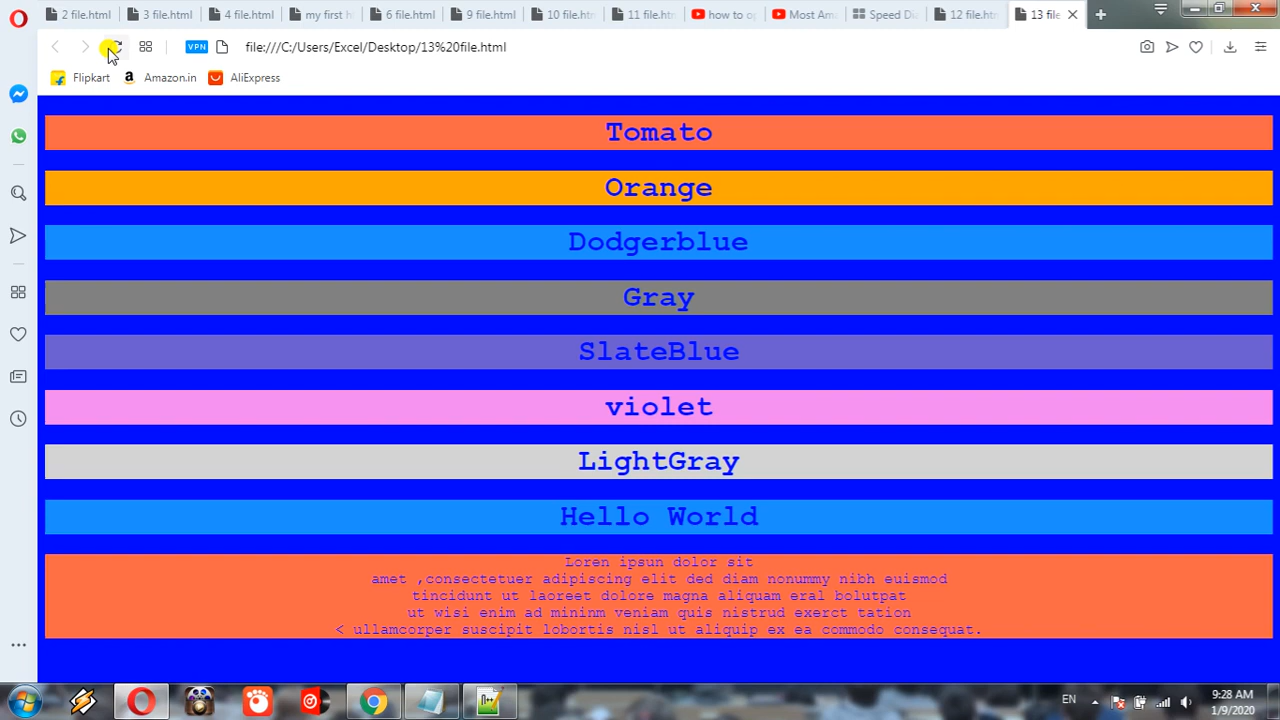 2 file.html
3 file.html
4 file.html
my first h
6 file.html
9 file.html
10 file.htm
11 file.htm
how to op
Most Am
Speed Dia
12 file.htm
13 file
VPN
file:///C:/Users/Excel/Desktop/13%20file.html
Flipkart
a
Amazon.in
AliExpress
Tomato
Orange
Dodgerblue
Gray
SlateBlue
violet
LightGray
Hello World
Loren ipsun dolor sit
amet ,consectetuer adipiscing elit ded diam nonummy nibh euismod
tincidunt ut laoreet dolore magna aliquam eral bolutpat
ut wisi enim ad mininm veniam quis nistrud exerct tation
< ullamcorper suscipit lobortis nisl ut aliquip ex ea commodo consequat.
EN
9:28 AM
1/9/2020